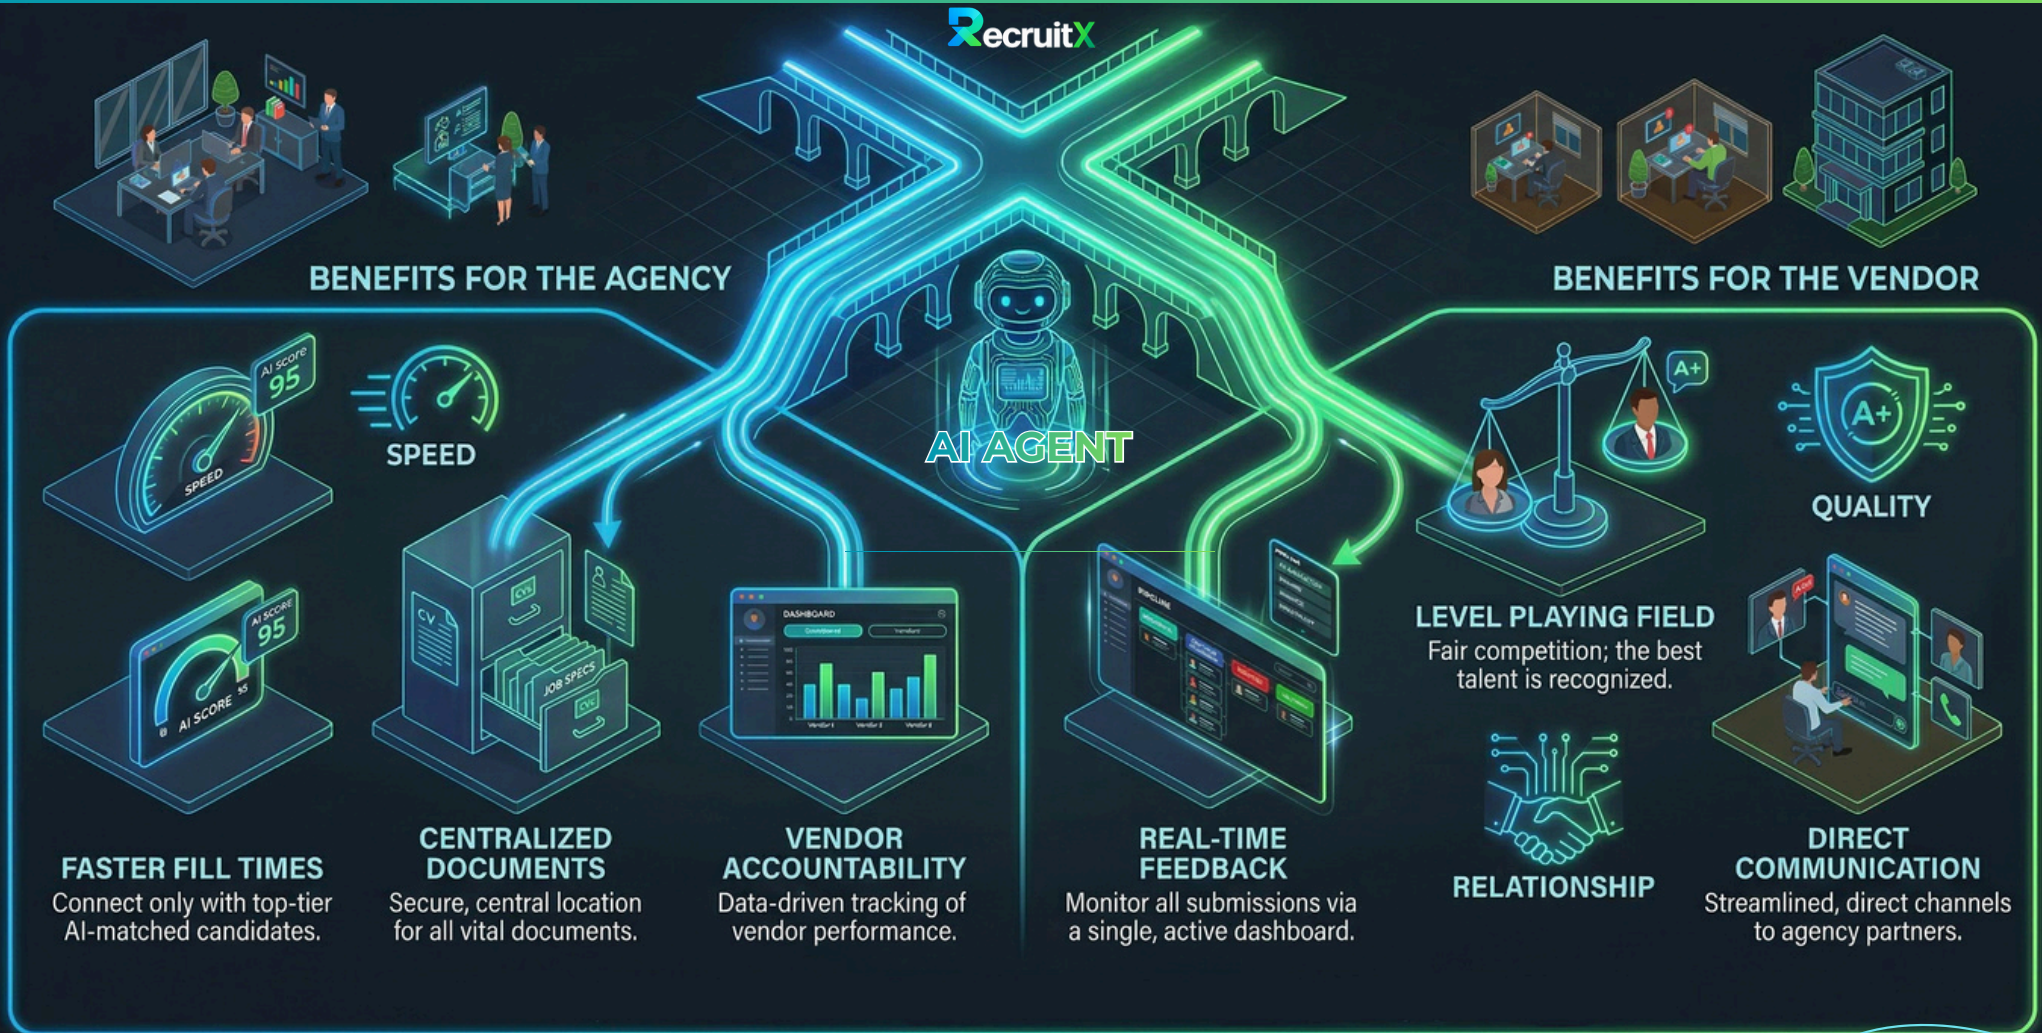 RecruitX
BENEFITS FOR THE AGENCY
BENEFITS FOR THE VENDOR
AI score
95
SPEED
SPEED
AI SCORE
95
AI SCORE
AI AGENT
CV
CVs
JOB SPECS
CVs
DASHBOARD
PIPELINE
A+
A+
QUALITY
LEVEL PLAYING FIELD
Fair competition; the best
talent is recognized.
RELATIONSHIP
FASTER FILL TIMES
Connect only with top-tier
AI-matched candidates.
CENTRALIZED
DOCUMENTS
Secure, central location
for all vital documents.
VENDOR
ACCOUNTABILITY
Data-driven tracking of
vendor performance.
REAL-TIME
FEEDBACK
Monitor all submissions via
a single, active dashboard.
DIRECT
COMMUNICATION
Streamlined, direct channels
to agency partners.